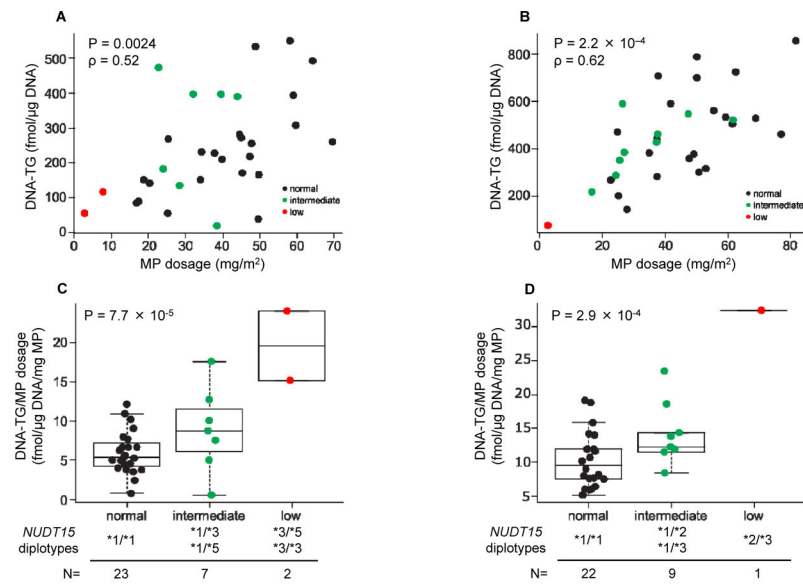 A
P = 0.0024
ρ = 0.52
DNA-TG
(fmol/μg DNA)
500
400
300
200
100
0
normal
intermediate
low
0 10 20 30 40 50 60 70
MP dosage (mg/m²)
B
P = 2.2 × 10⁻⁴
ρ = 0.62
DNA-TG
(fmol/μg DNA)
800
600
400
200
normal
intermediate
low
0 20 40 60 80
MP dosage (mg/m²)
C
P = 7.7 × 10⁻⁵
DNA-TG/MP dosage
(fmol/μg DNA/mg MP)
20
15
10
5
0
normal intermediate low
NUDT15
diplotypes
*1/*1
*1/*3
*1/*5
*3/*5
*3/*3
N= 23 7 2
D
P = 2.9 × 10⁻⁴
DNA-TG/MP dosage
(fmol/μg DNA/mg MP)
30
25
20
15
10
5
normal intermediate low
NUDT15
diplotypes
*1/*1
*1/*2
*1/*3
*2/*3
N= 22 9 1